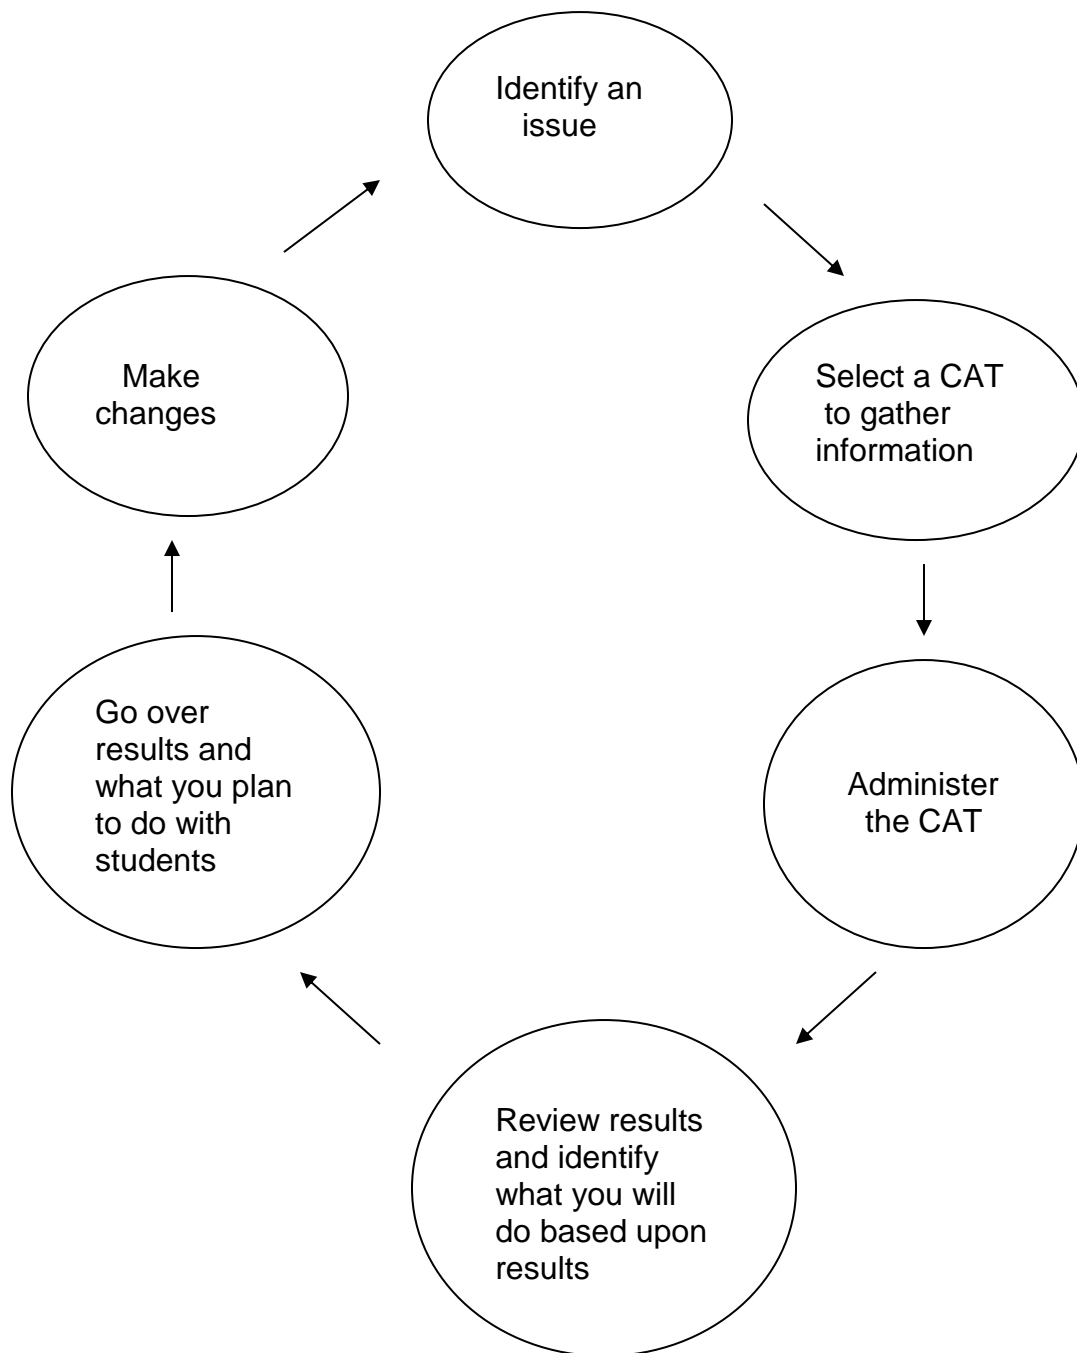 Identify an
issue
Select a CAT
to gather
information
Administer
the CAT
Review results
and identify
what you will
do based upon
results
Go over
results and
what you plan
to do with
students
Make
changes